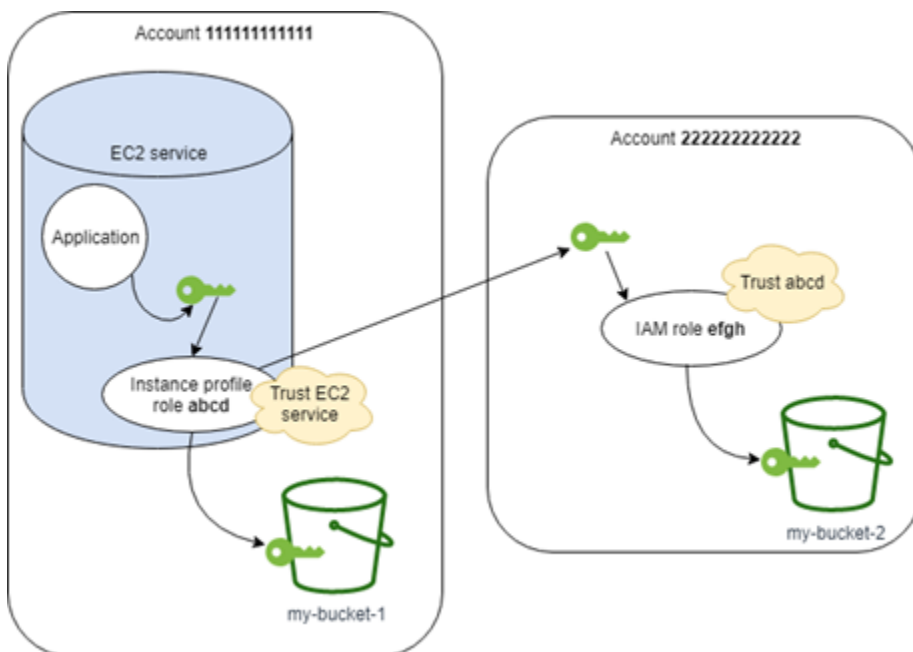 Account 111111111111
EC2 service
Application
Instance profile
role abcd
Trust EC2
service
my-bucket-1
Account 222222222222
Trust abcd
IAM role efgh
my-bucket-2